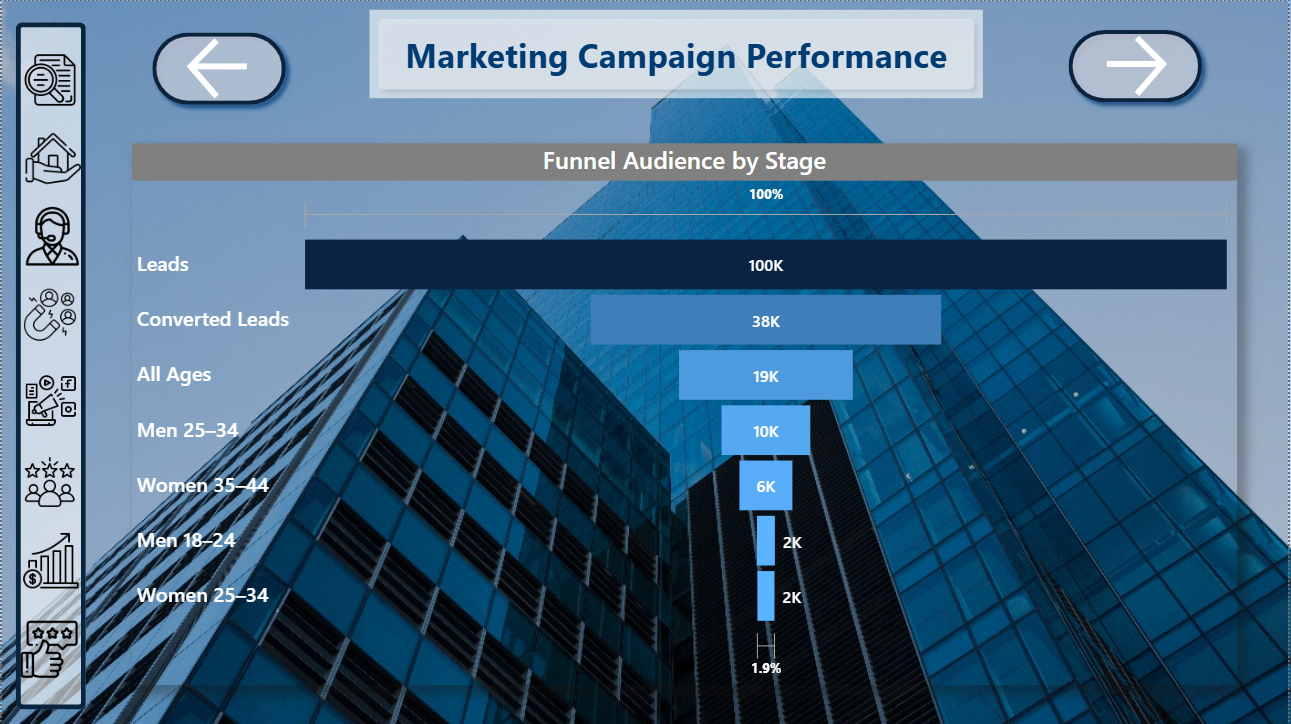 Marketing Campaign Performance
Funnel Audience by Stage
100%
Leads 100K
Converted Leads 38K
All Ages 19K
Men 25–34 10K
Women 35–44 6K
Men 18–24 2K
Women 25–34 2K
1.9%